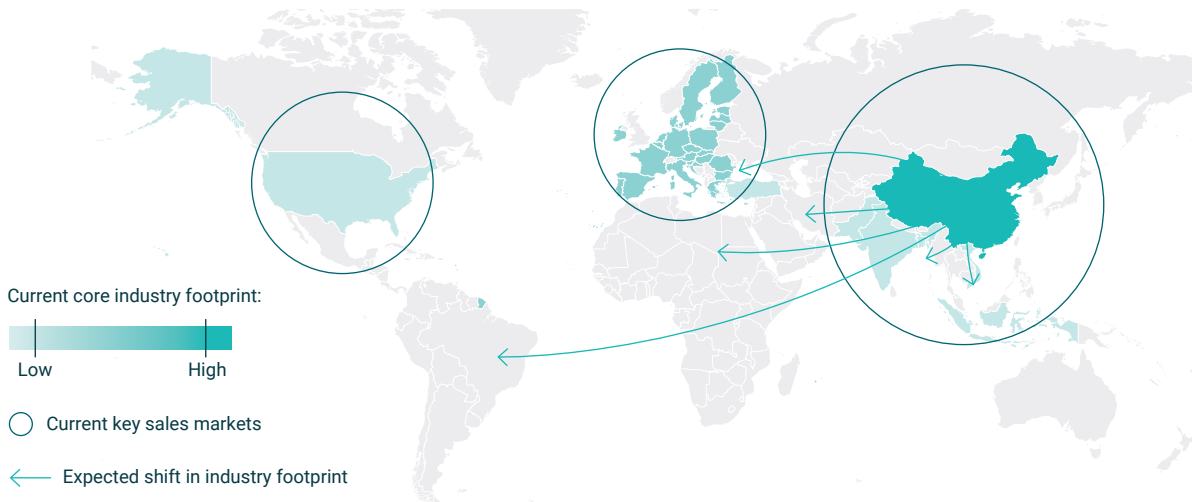 Current core industry footprint:
Low High
Current key sales markets
Expected shift in industry footprint